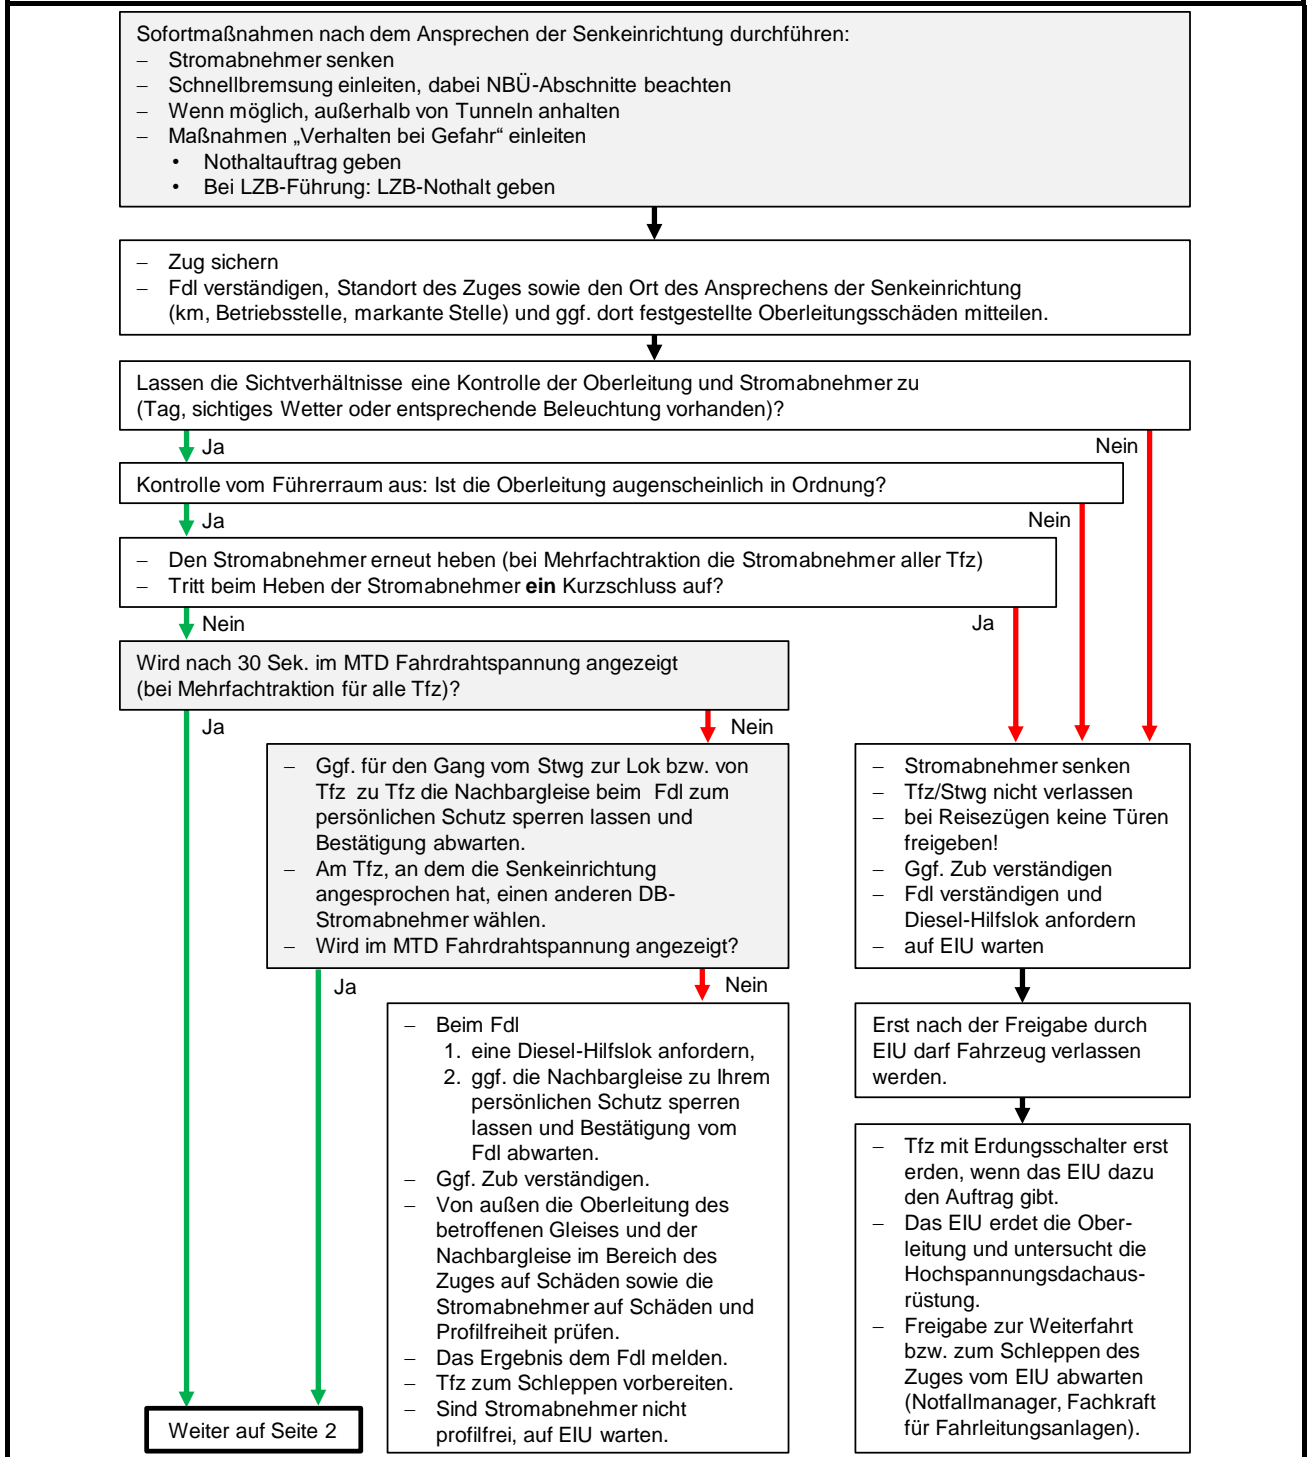 Sofortmaßnahmen nach dem Ansprechen der Senkeinrichtung durchführen:
– Stromabnehmer senken
– Schnellbremsung einleiten, dabei NBÜ-Abschnitte beachten
– Wenn möglich, außerhalb von Tunneln anhalten
– Maßnahmen „Verhalten bei Gefahr“ einleiten
• Nothaltauftrag geben
• Bei LZB-Führung: LZB-Nothalt geben
– Zug sichern
– Fdl verständigen, Standort des Zuges sowie den Ort des Ansprechens der Senkeinrichtung
(km, Betriebsstelle, markante Stelle) und ggf. dort festgestellte Oberleitungsschäden mitteilen.
Lassen die Sichtverhältnisse eine Kontrolle der Oberleitung und Stromabnehmer zu
(Tag, sichtiges Wetter oder entsprechende Beleuchtung vorhanden)?
Ja
Nein
Kontrolle vom Führerraum aus: Ist die Oberleitung augenscheinlich in Ordnung?
Ja
Nein
– Den Stromabnehmer erneut heben (bei Mehrfachtraktion die Stromabnehmer aller Tfz)
– Tritt beim Heben der Stromabnehmer ein Kurzschluss auf?
Nein
Ja
Wird nach 30 Sek. im MTD Fahrdrahtspannung angezeigt
(bei Mehrfachtraktion für alle Tfz)?
Ja
Nein
– Ggf. für den Gang vom Stwg zur Lok bzw. von
Tfz zu Tfz die Nachbargleise beim Fdl zum
persönlichen Schutz sperren lassen und
Bestätigung abwarten.
– Am Tfz, an dem die Senkeinrichtung
angesprochen hat, einen anderen DB-
Stromabnehmer wählen.
– Wird im MTD Fahrdrahtspannung angezeigt?
Ja
Nein
– Beim Fdl
1. eine Diesel-Hilfslok anfordern,
2. ggf. die Nachbargleise zu Ihrem
persönlichen Schutz sperren
lassen und Bestätigung vom
Fdl abwarten.
– Ggf. Zub verständigen.
– Von außen die Oberleitung des
betroffenen Gleises und der
Nachbargleise im Bereich des
Zuges auf Schäden sowie die
Stromabnehmer auf Schäden und
Profilfreiheit prüfen.
– Das Ergebnis dem Fdl melden.
– Tfz zum Schleppen vorbereiten.
– Sind Stromabnehmer nicht
profilfrei, auf EIU warten.
Weiter auf Seite 2
– Stromabnehmer senken
– Tfz/Stwg nicht verlassen
– bei Reisezügen keine Türen
freigeben!
– Ggf. Zub verständigen
– Fdl verständigen und
Diesel-Hilfslok anfordern
– auf EIU warten
Erst nach der Freigabe durch
EIU darf Fahrzeug verlassen
werden.
– Tfz mit Erdungsschalter erst
erden, wenn das EIU dazu
den Auftrag gibt.
– Das EIU erdet die Ober-
leitung und untersucht die
Hochspannungsdachaus-
rüstung.
– Freigabe zur Weiterfahrt
bzw. zum Schleppen des
Zuges vom EIU abwarten
(Notfallmanager, Fachkraft
für Fahrleitungsanlagen).